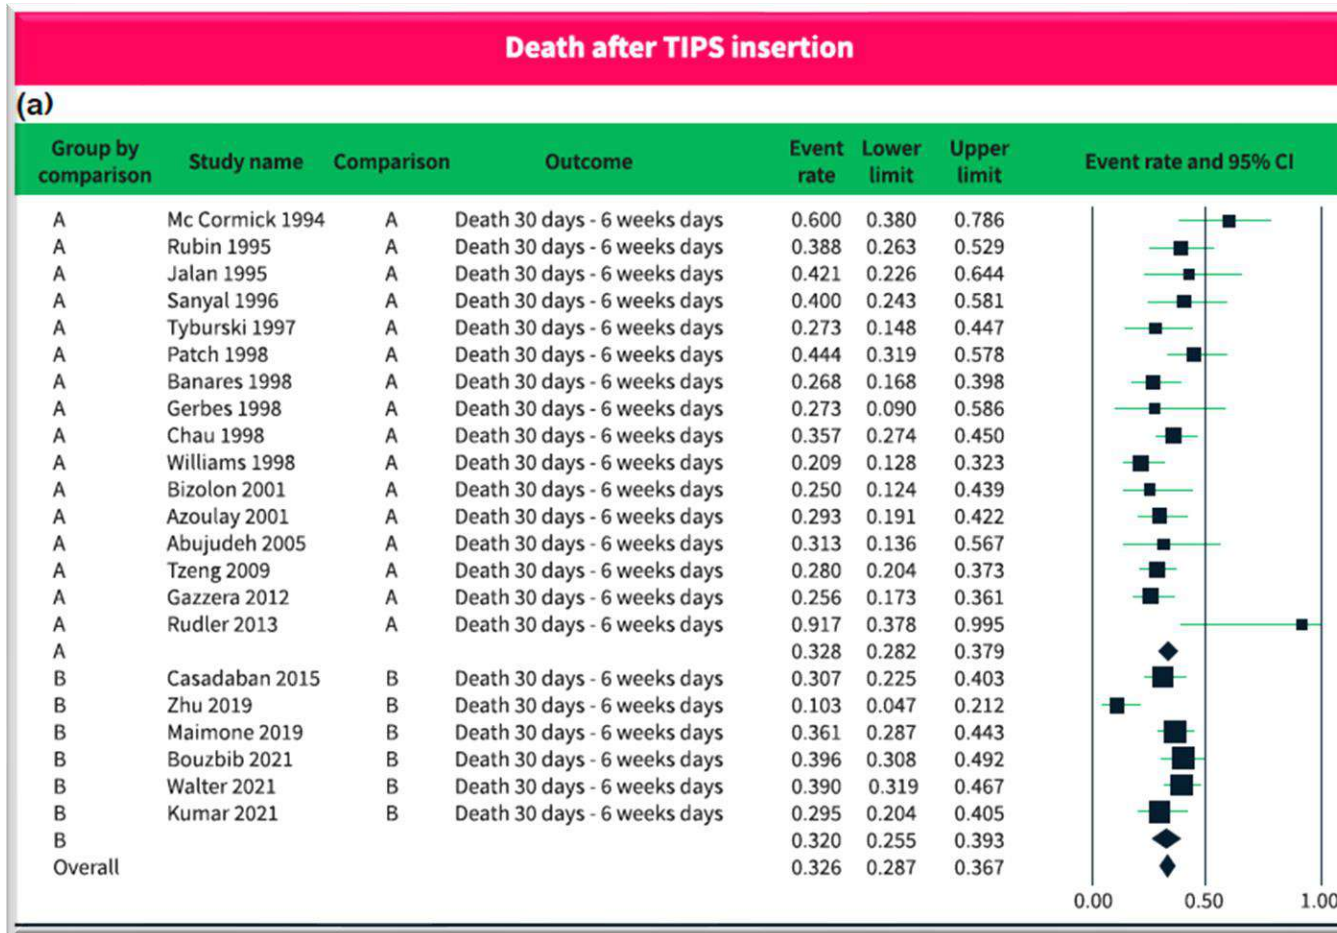 Death after TIPS insertion
(a)
Group by comparison Study name Comparison Outcome Event rate Lower limit Upper limit Event rate and 95% CI
A Mc Cormick 1994 A Death 30 days - 6 weeks days 0.600 0.380 0.786
A Rubin 1995 A Death 30 days - 6 weeks days 0.388 0.263 0.529
A Jalan 1995 A Death 30 days - 6 weeks days 0.421 0.226 0.644
A Sanyal 1996 A Death 30 days - 6 weeks days 0.400 0.243 0.581
A Tyburski 1997 A Death 30 days - 6 weeks days 0.273 0.148 0.447
A Patch 1998 A Death 30 days - 6 weeks days 0.444 0.319 0.578
A Banares 1998 A Death 30 days - 6 weeks days 0.268 0.168 0.398
A Gerbes 1998 A Death 30 days - 6 weeks days 0.273 0.090 0.586
A Chau 1998 A Death 30 days - 6 weeks days 0.357 0.274 0.450
A Williams 1998 A Death 30 days - 6 weeks days 0.209 0.128 0.323
A Bizolon 2001 A Death 30 days - 6 weeks days 0.250 0.124 0.439
A Azoulay 2001 A Death 30 days - 6 weeks days 0.293 0.191 0.422
A Abujudeh 2005 A Death 30 days - 6 weeks days 0.313 0.136 0.567
A Tzeng 2009 A Death 30 days - 6 weeks days 0.280 0.204 0.373
A Gazzera 2012 A Death 30 days - 6 weeks days 0.256 0.173 0.361
A Rudler 2013 A Death 30 days - 6 weeks days 0.917 0.378 0.995
A 0.328 0.282 0.379
B Casadaban 2015 B Death 30 days - 6 weeks days 0.307 0.225 0.403
B Zhu 2019 B Death 30 days - 6 weeks days 0.103 0.047 0.212
B Maimone 2019 B Death 30 days - 6 weeks days 0.361 0.287 0.443
B Bouzbib 2021 B Death 30 days - 6 weeks days 0.396 0.308 0.492
B Walter 2021 B Death 30 days - 6 weeks days 0.390 0.319 0.467
B Kumar 2021 B Death 30 days - 6 weeks days 0.295 0.204 0.405
B 0.320 0.255 0.393
Overall 0.326 0.287 0.367
0.00 0.50 1.00